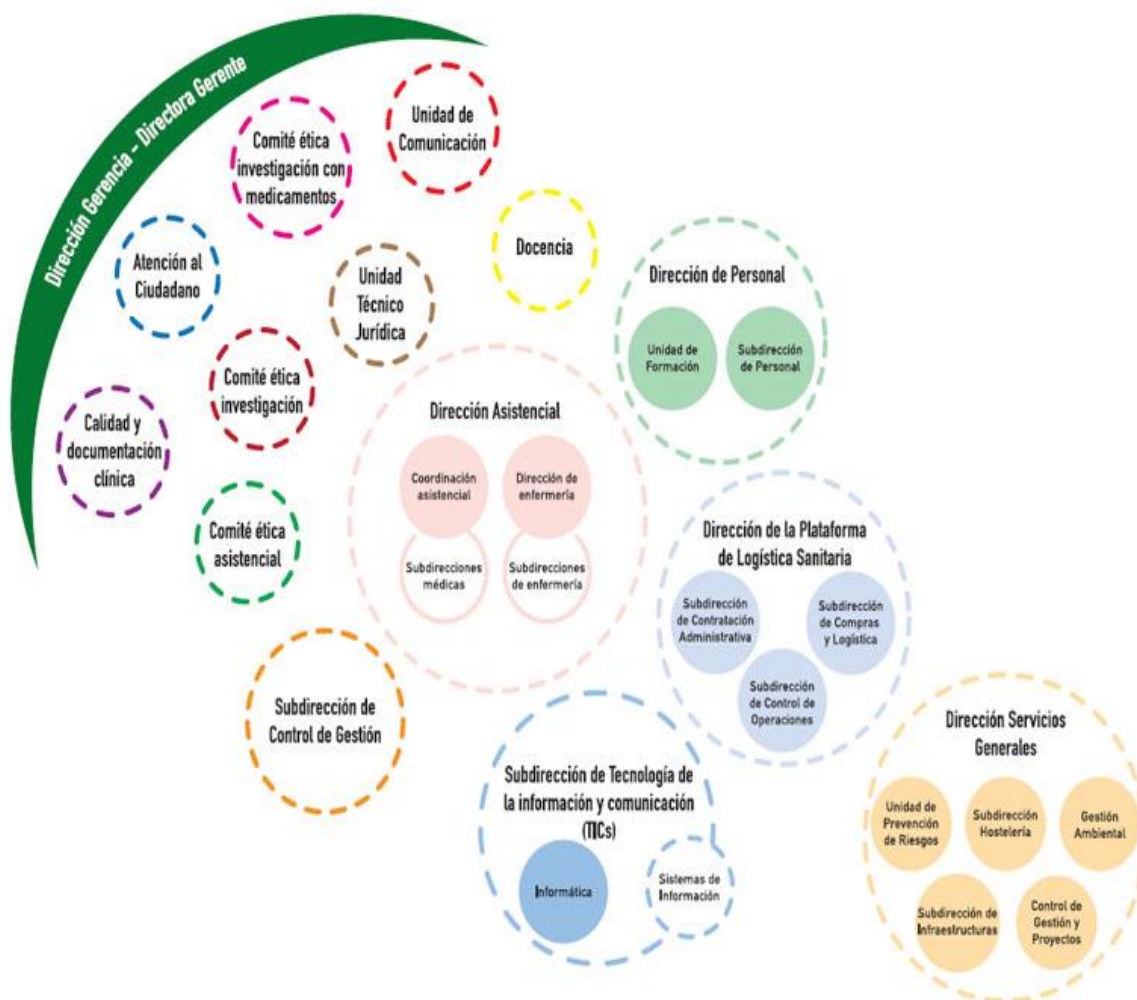 Dirección Gerencia – Directora Gerente
Unidad de
Comunicación
Comité ética
investigación con
medicamentos
Atención al
Ciudadano
Unidad
Técnico
Jurídica
Docencia
Comité ética
investigación
Calidad y
documentación
clínica
Comité ética
asistencial
Dirección de Personal
Unidad de
Formación
Subdirección
de Personal
Dirección Asistencial
Coordinación
asistencial
Dirección de
enfermería
Subdirecciones
médicas
Subdirecciones
de enfermería
Dirección de la Plataforma
de Logística Sanitaria
Subdirección
de Contratación
Administrativa
Subdirección
de Compras
y Logística
Subdirección
de Control de
Operaciones
Subdirección de
Control de Gestión
Subdirección de Tecnología de
la información y comunicación
(TICs)
Informática
Sistemas de
Información
Dirección Servicios
Generales
Unidad de
Prevención
de Riesgos
Subdirección
Hostelería
Gestión
Ambiental
Subdirección de
Infraestructuras
Control de
Gestión y
Proyectos